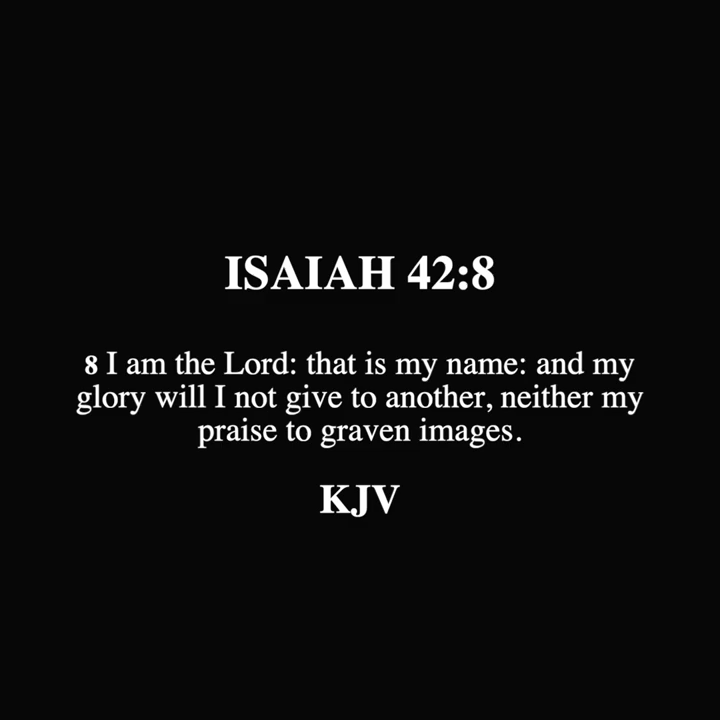 ISAIAH 42:8
8 I am the Lord: that is my name: and my
glory will I not give to another, neither my
praise to graven images.
KJV